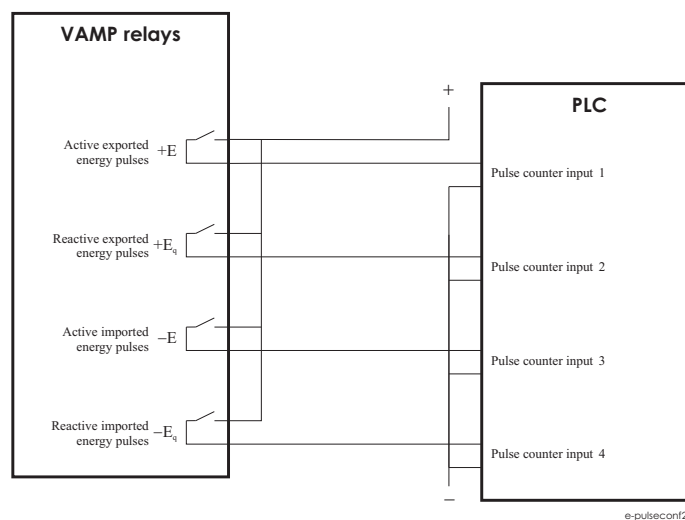 VAMP relays
+
PLC
Active exported
energy pulses +E
Pulse counter input 1
Reactive exported
energy pulses +Eq
Pulse counter input 2
Active imported
energy pulses −E
Pulse counter input 3
Reactive imported
energy pulses −Eq
Pulse counter input 4
−
e-pulseconf2